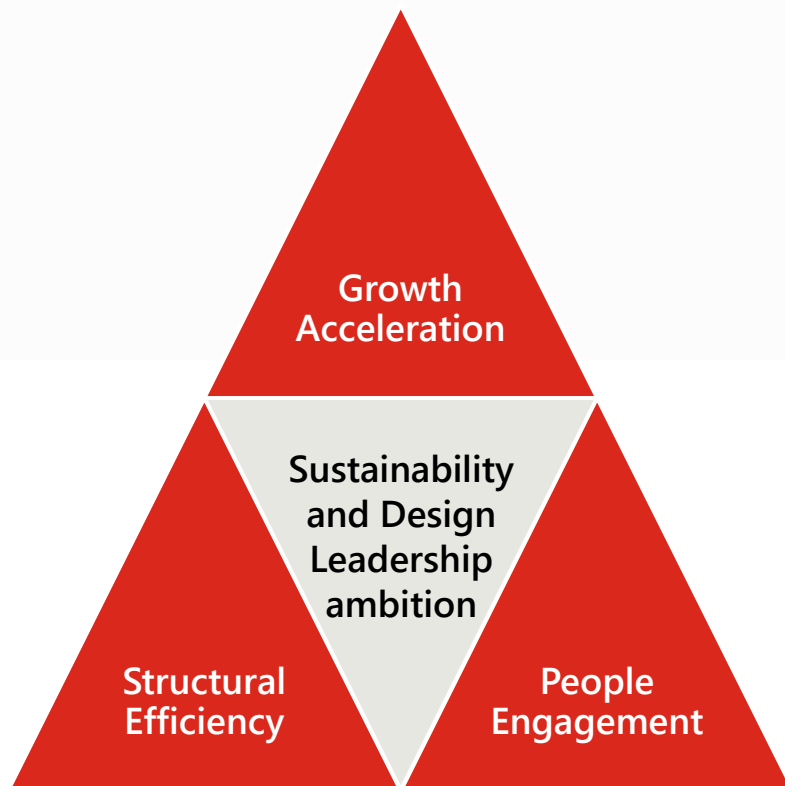 Growth
Acceleration
Sustainability
and Design
Leadership
ambition
Structural
Efficiency
People
Engagement